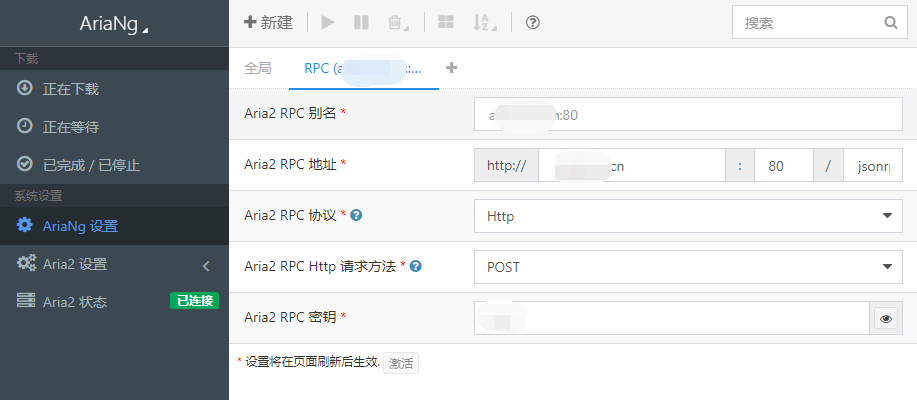 AriaNg
新建
搜索
下载
正在下载
正在等待
已完成 / 已停止
系统设置
AriaNg 设置
Aria2 设置
Aria2 状态 已连接
全局 RPC (a :...
Aria2 RPC 别名 * :80
Aria2 RPC 地址 * http:// cn : 80 / jsonr
Aria2 RPC 协议 * Http
Aria2 RPC Http 请求方法 * POST
Aria2 RPC 密钥 *
* 设置将在页面刷新后生效. 激活